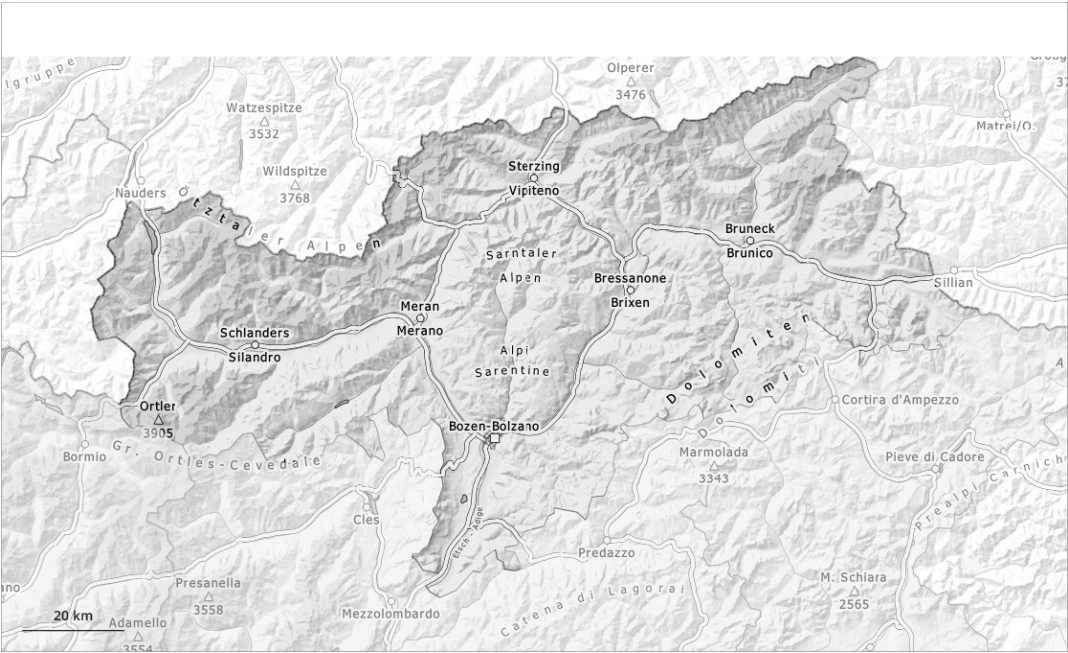 lgruppe
Olperer
3476
Watzespitze
3532
Matrei/O.
Sterzing
Vipiteno
Wildspitze
3768
Nauders
Ötztaler Alpen
Bruneck
Brunico
Sarntaler
Alpen
Bressanone
Brixen
Sillian
Meran
Merano
Schlanders
Silandro
Alpi
Sarentine
Dolomiten
Dolomiti
Ortler
3905
Cortina d'Ampezzo
Bozen-Bolzano
Gr. Ortles-Cevedale
Bormio
Marmolada
3343
Pieve di Cadore
Prealpi Carnich
Cles
Etsch - Adige
Predazzo
Presanella
3558
M. Schiara
2565
Catena di Lagorai
Mezzolombardo
20 km
Adamello
3554